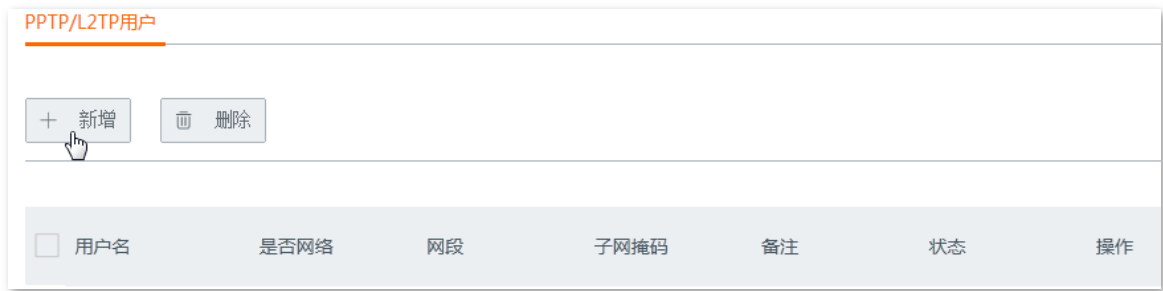 PPTP/L2TP用户
新增 删除
用户名 是否网络 网段 子网掩码 备注 状态 操作